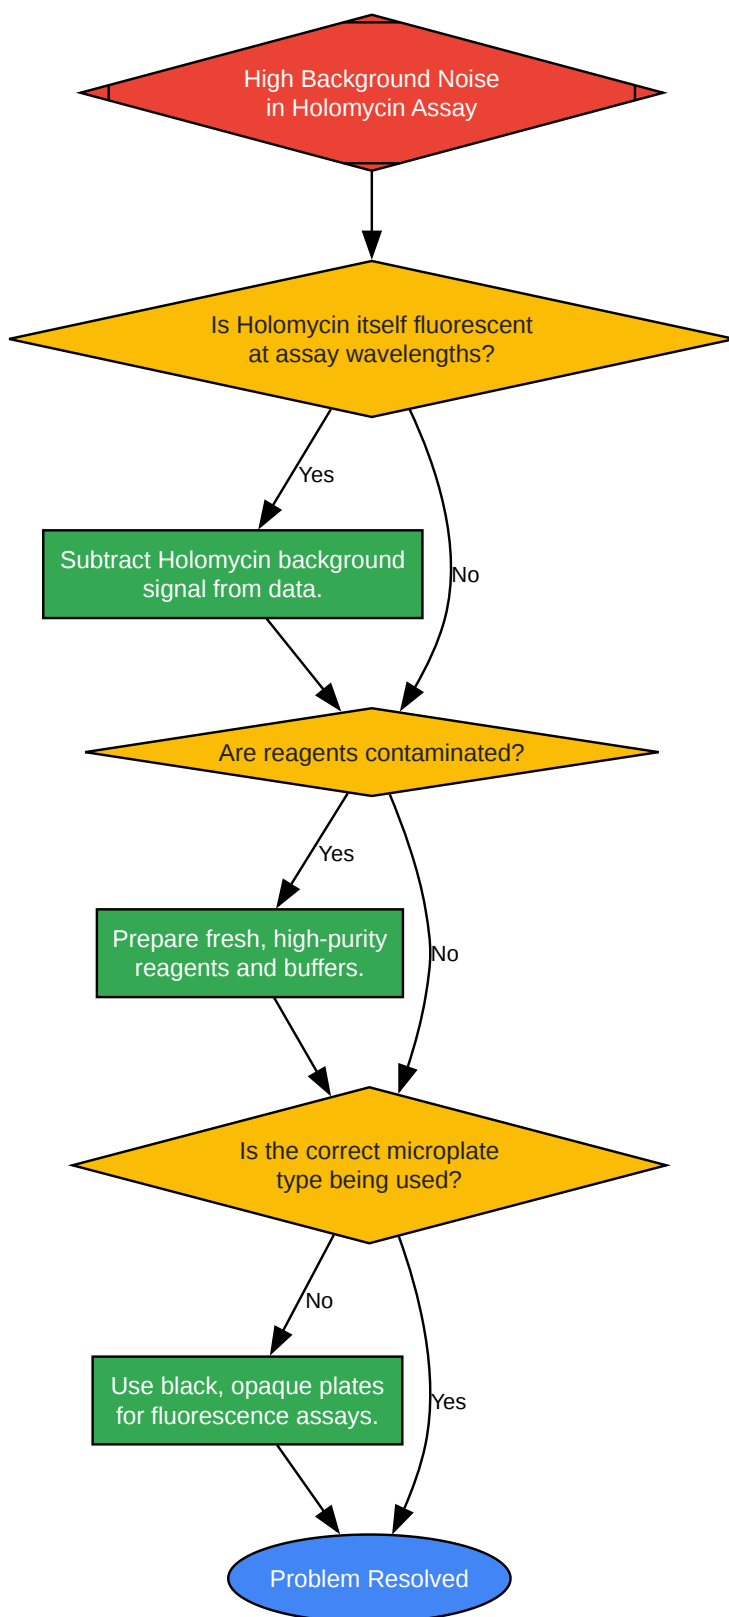 High Background Noise
in Holomycin Assay
Is Holomycin itself fluorescent
at assay wavelengths?
Yes
Subtract Holomycin background
signal from data.
No
Are reagents contaminated?
Yes
Prepare fresh, high-purity
reagents and buffers.
No
Is the correct microplate
type being used?
No
Use black, opaque plates
for fluorescence assays.
Yes
Problem Resolved